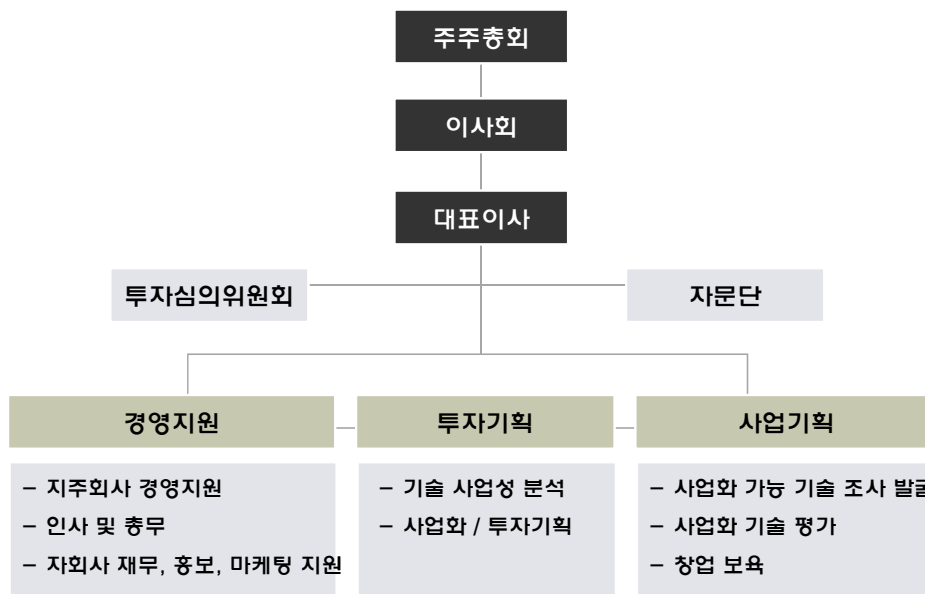 주주총회
이사회
대표이사
투자심의위원회
자문단
경영지원
투자기획
사업기획
– 지주회사 경영지원
– 인사 및 총무
– 자회사 재무, 홍보, 마케팅 지원
– 기술 사업성 분석
– 사업화 / 투자기획
– 사업화 가능 기술 조사 발굴
– 사업화 기술 평가
– 창업 보육